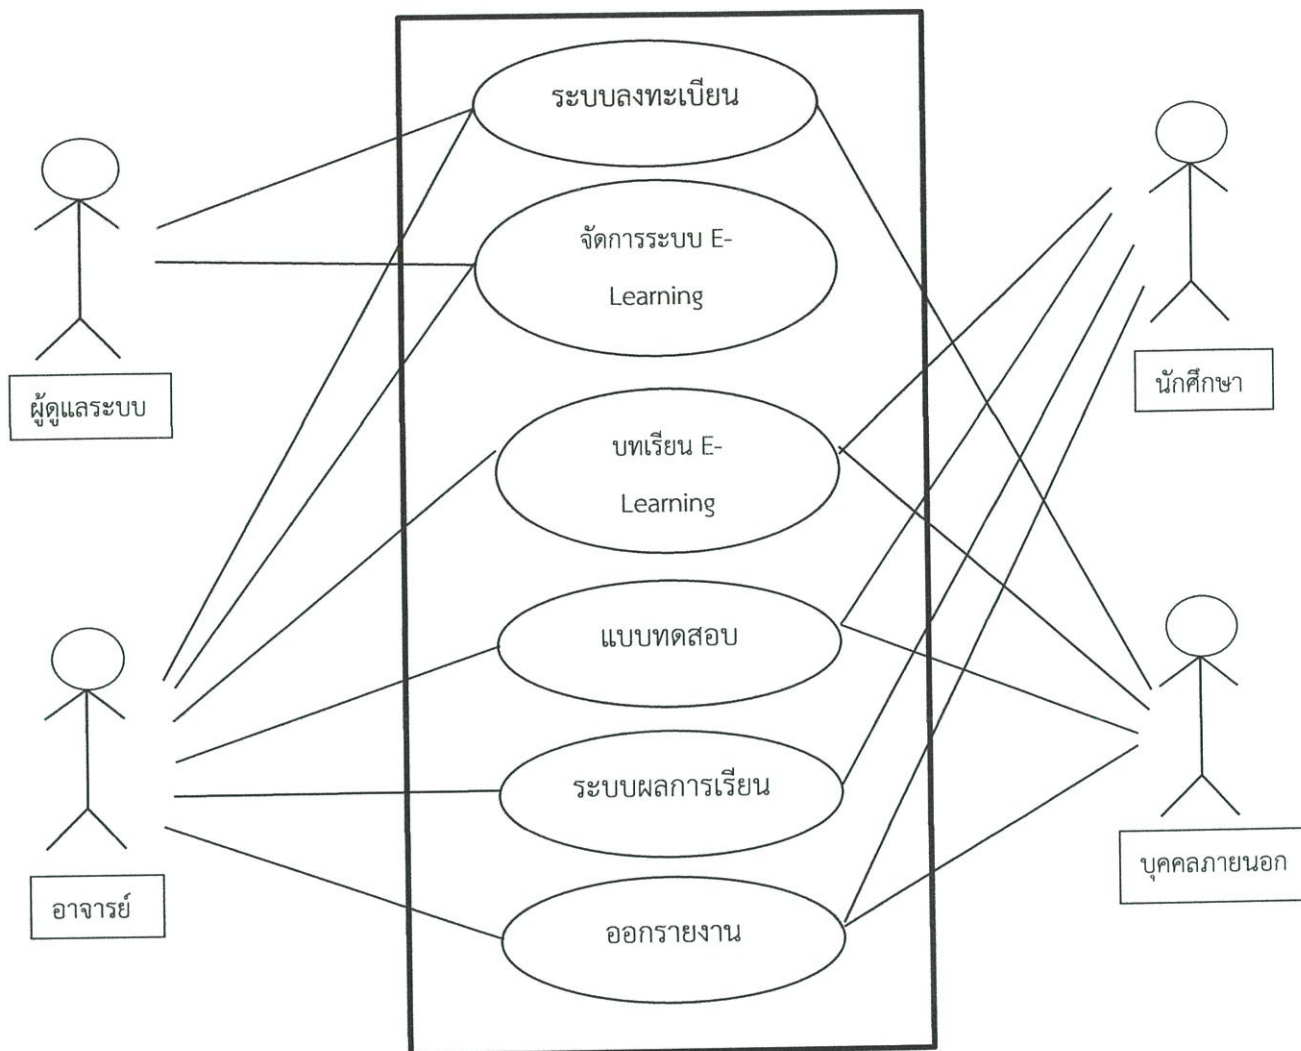 ระบบลงทะเบียน
จัดการระบบ E-
Learning
บทเรียน E-
Learning
แบบทดสอบ
ระบบผลการเรียน
ออกรายงาน
ผู้ดูแลระบบ
อาจารย์
นักศึกษา
บุคคลภายนอก